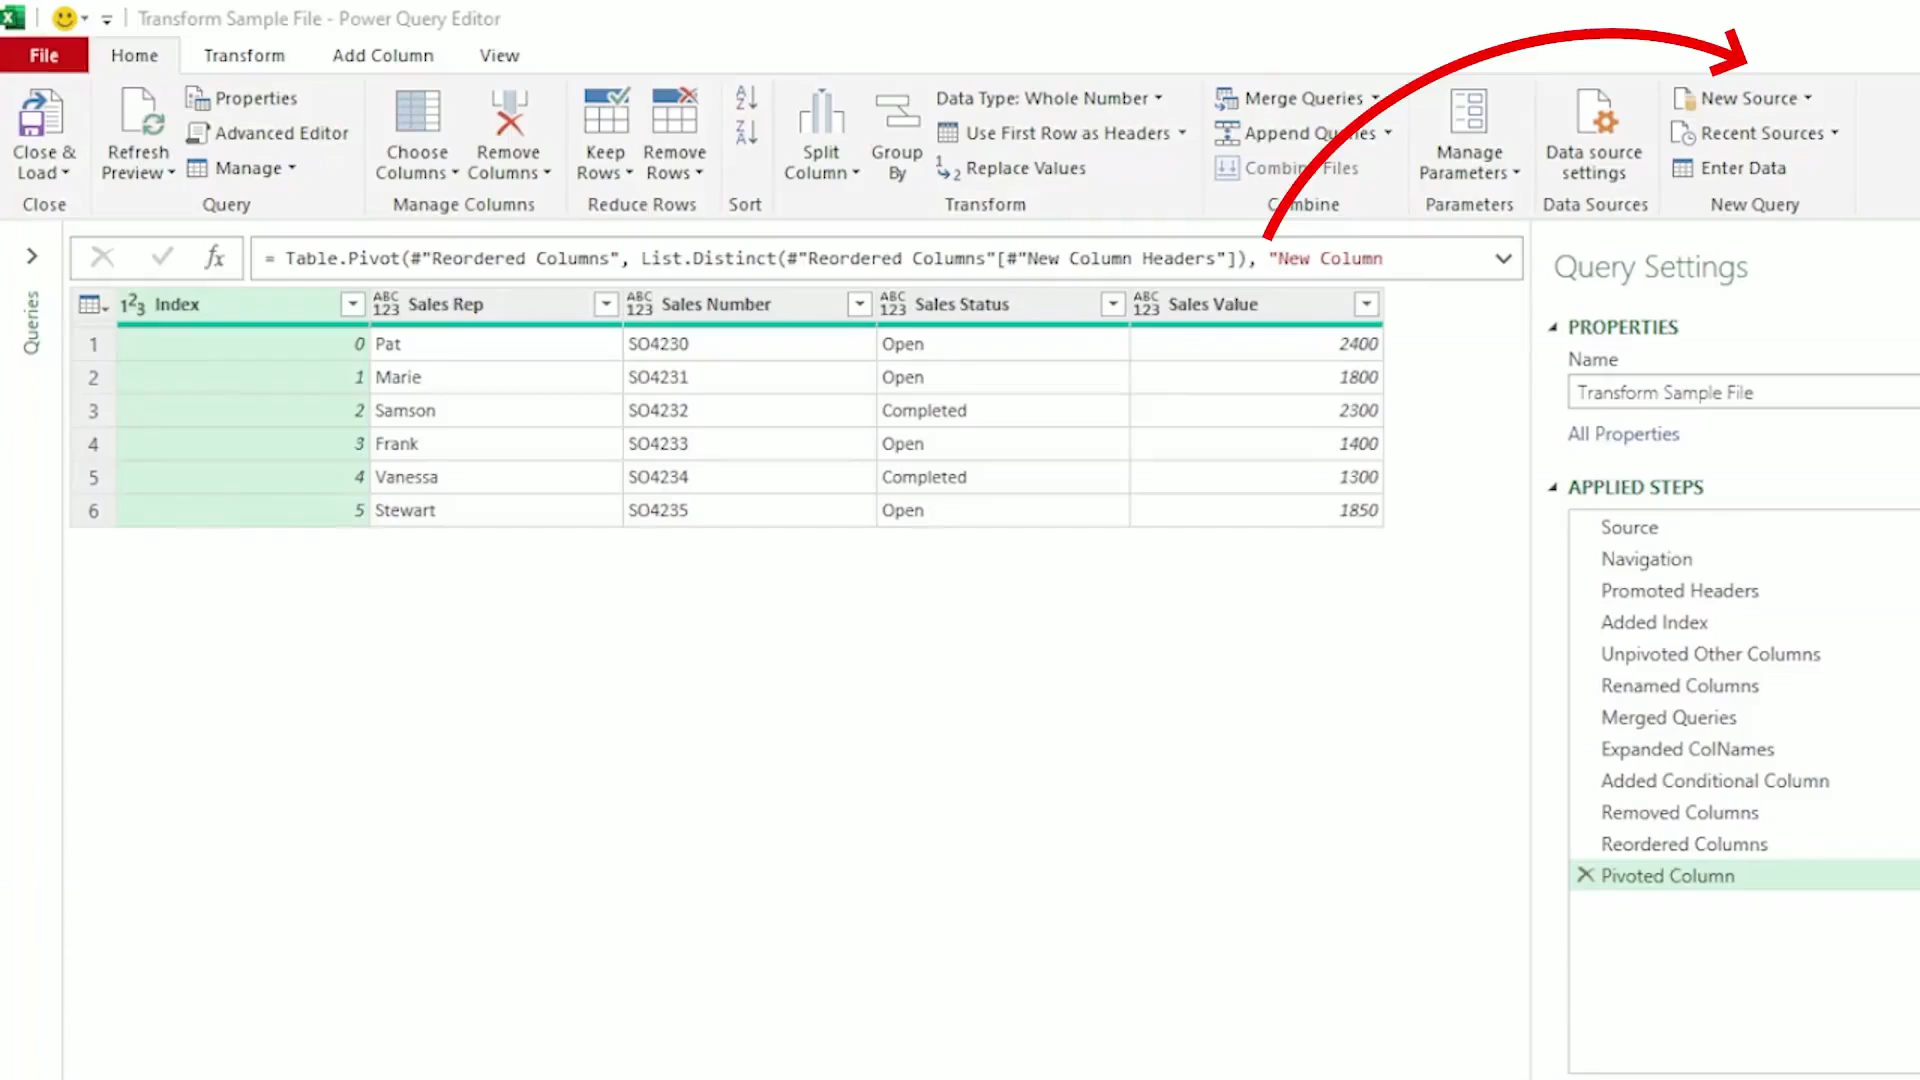 Transform Sample File - Power Query Editor
File Home Transform Add Column View
Close & Load
Refresh Preview
Properties
Advanced Editor
Manage
Choose Columns
Remove Columns
Keep Rows
Remove Rows
Split Column
Group By
Data Type: Whole Number
Use First Row as Headers
Replace Values
Merge Queries
Append Queries
Combine Files
Manage Parameters
Data source settings
New Source
Recent Sources
Enter Data
Close Query Manage Columns Reduce Rows Sort Transform Combine Parameters Data Sources New Query
Queries
fx = Table.Pivot(#"Reordered Columns", List.Distinct(#"Reordered Columns"[#"New Column Headers"]), "New Column
123 Index ABC123 Sales Rep ABC123 Sales Number ABC123 Sales Status ABC123 Sales Value
1 0 Pat SO4230 Open 2400
2 1 Marie SO4231 Open 1800
3 2 Samson SO4232 Completed 2300
4 3 Frank SO4233 Open 1400
5 4 Vanessa SO4234 Completed 1300
6 5 Stewart SO4235 Open 1850
Query Settings
PROPERTIES
Name
Transform Sample File
All Properties
APPLIED STEPS
Source
Navigation
Promoted Headers
Added Index
Unpivoted Other Columns
Renamed Columns
Merged Queries
Expanded ColNames
Added Conditional Column
Removed Columns
Reordered Columns
Pivoted Column